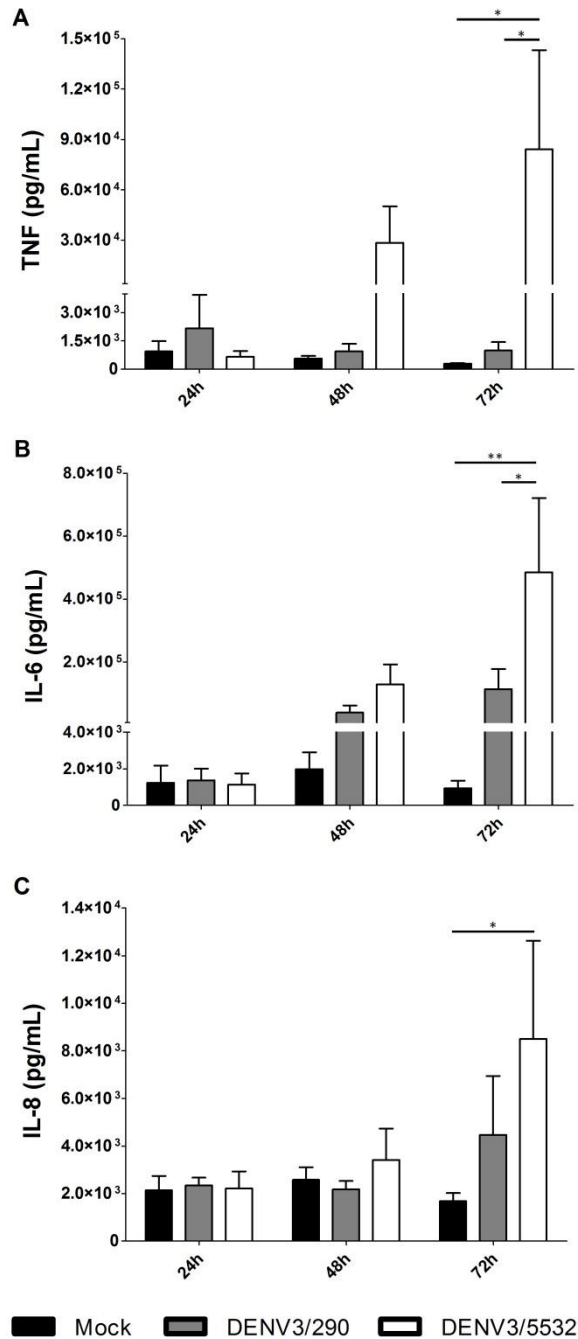 A
TNF (pg/mL)
1.5×10⁵
1.2×10⁵
9.0×10⁴
6.0×10⁴
3.0×10⁴
3.0×10³
1.5×10³
0
* 
*
24h 48h 72h
B
IL-6 (pg/mL)
8.0×10⁵
6.0×10⁵
4.0×10⁵
2.0×10⁵
4.0×10³
2.0×10³
0
**
*
24h 48h 72h
C
IL-8 (pg/mL)
1.4×10⁴
1.2×10⁴
1.0×10⁴
8.0×10³
6.0×10³
4.0×10³
2.0×10³
0
*
24h 48h 72h
Mock DENV3/290 DENV3/5532